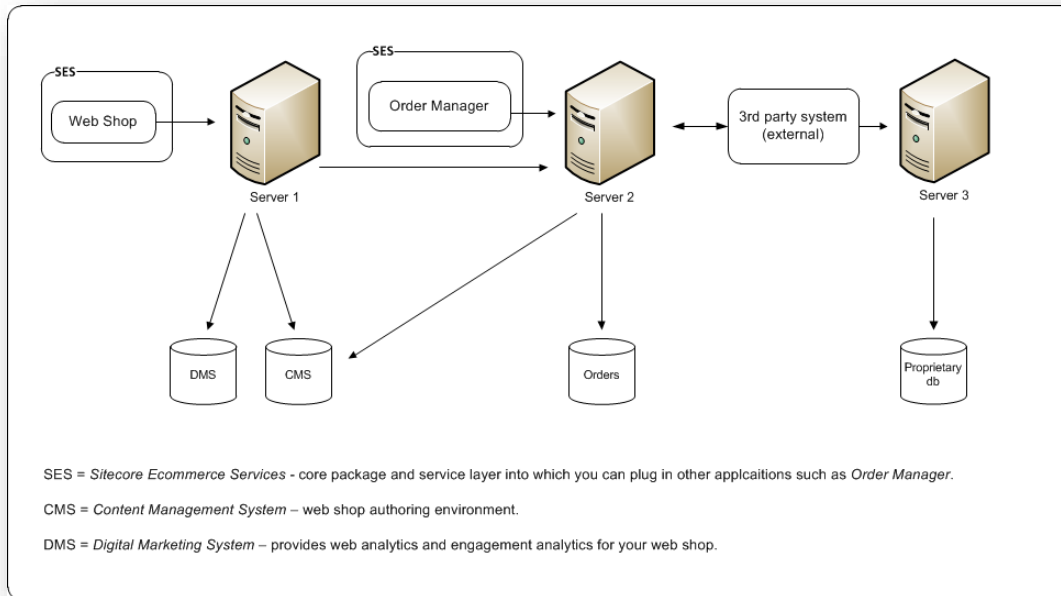 SES
Web Shop
SES
Order Manager
3rd party system
(external)
Server 1
Server 2
Server 3
DMS
CMS
Orders
Proprietary
db
SES = Sitecore Ecommerce Services - core package and service layer into which you can plug in other applcaitions such as Order Manager.
CMS = Content Management System – web shop authoring environment.
DMS = Digital Marketing System – provides web analytics and engagement analytics for your web shop.